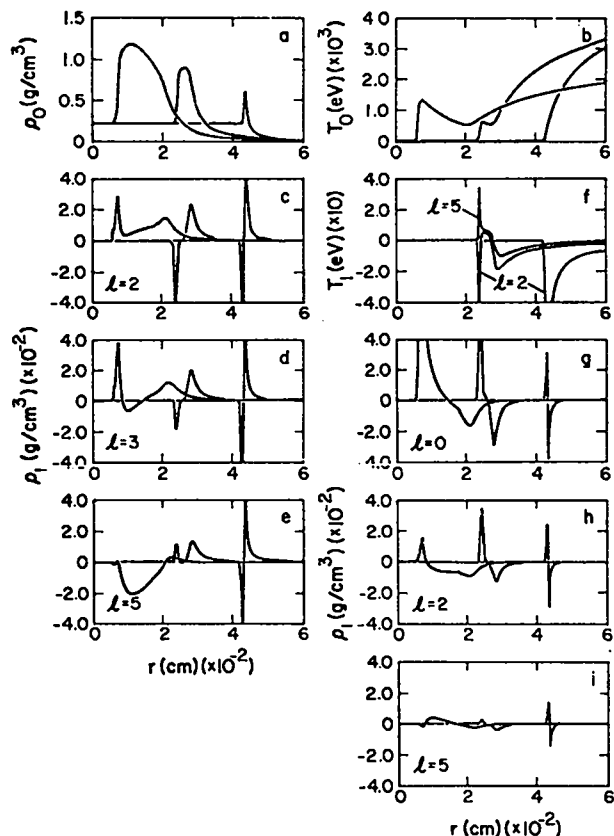 a
ρ₀ (g/cm³)
1.5
1.0
0.5
0
0 2 4 6
b
T₀ (eV) (×10³)
4.0
3.0
2.0
1.0
0
0 2 4 6
c
4.0
2.0
0
-2.0
-4.0
ℓ=2
0 2 4 6
f
T₁ (eV) (×10)
4.0
2.0
0
-2.0
-4.0
ℓ=5
ℓ=2
0 2 4 6
d
ρ₁ (g/cm³) (×10⁻²)
4.0
2.0
0
-2.0
-4.0
ℓ=3
0 2 4 6
g
4.0
2.0
0
-2.0
-4.0
ℓ=0
0 2 4 6
e
4.0
2.0
0
-2.0
-4.0
ℓ=5
0 2 4 6
r (cm) (×10⁻²)
h
ρ₁ (g/cm³) (×10⁻²)
4.0
2.0
0
-2.0
-4.0
ℓ=2
0 2 4 6
i
4.0
2.0
0.0
-2.0
-4.0
ℓ=5
0 2 4 6
r (cm) (×10⁻²)